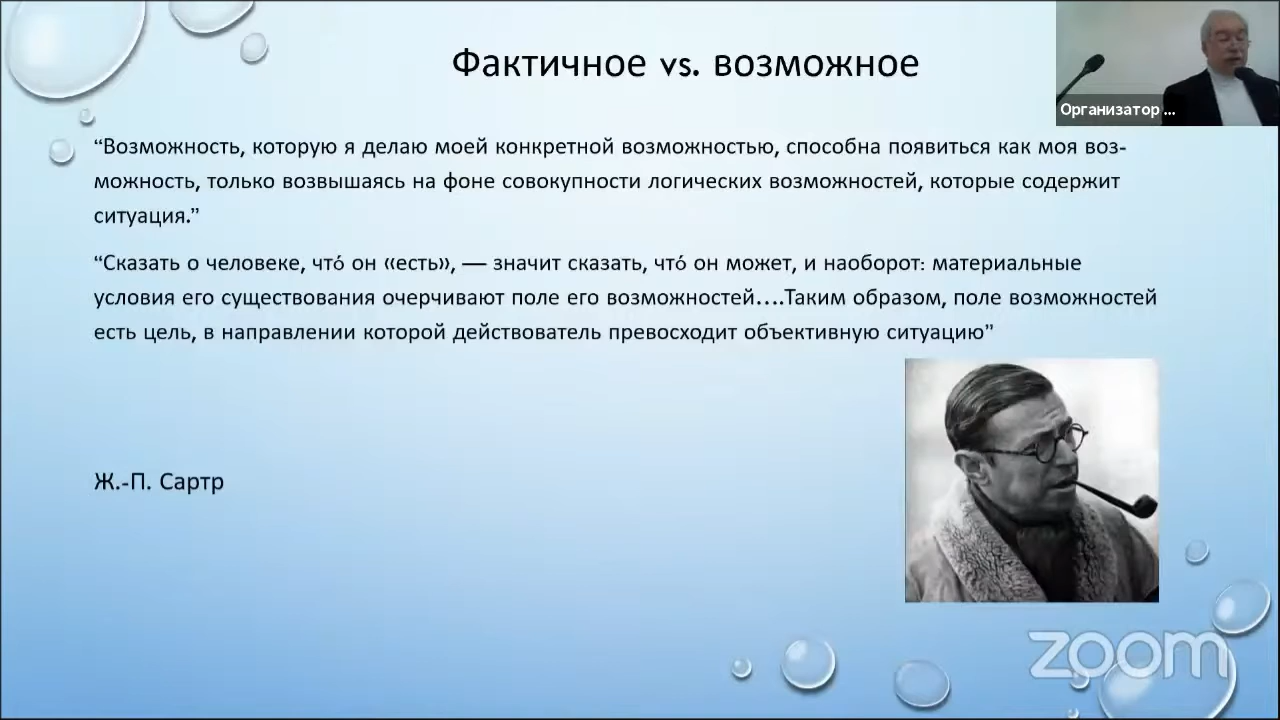 Фактичное vs. возможное
Организатор ...
“Возможность, которую я делаю моей конкретной возможностью, способна появиться как моя воз-
можность, только возвышаясь на фоне совокупности логических возможностей, которые содержит
ситуация.”
“Сказать о человеке, чтó он «есть», — значит сказать, чтó он может, и наоборот: материальные
условия его существования очерчивают поле его возможностей….Таким образом, поле возможностей
есть цель, в направлении которой действователь превосходит объективную ситуацию”
Ж.-П. Сартр
zoom